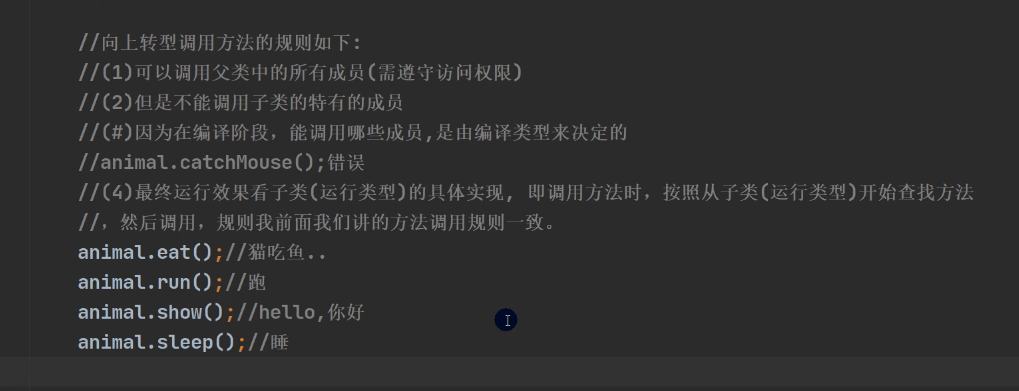 //向上转型调用方法的规则如下:
//(1)可以调用父类中的所有成员(需遵守访问权限)
//(2)但是不能调用子类的特有的成员
//(#)因为在编译阶段，能调用哪些成员,是由编译类型来决定的
//animal.catchMouse();错误
//(4)最终运行效果看子类(运行类型)的具体实现, 即调用方法时，按照从子类(运行类型)开始查找方法
//，然后调用，规则我前面我们讲的方法调用规则一致。
animal.eat();//猫吃鱼..
animal.run();//跑
animal.show();//hello,你好
animal.sleep();//睡